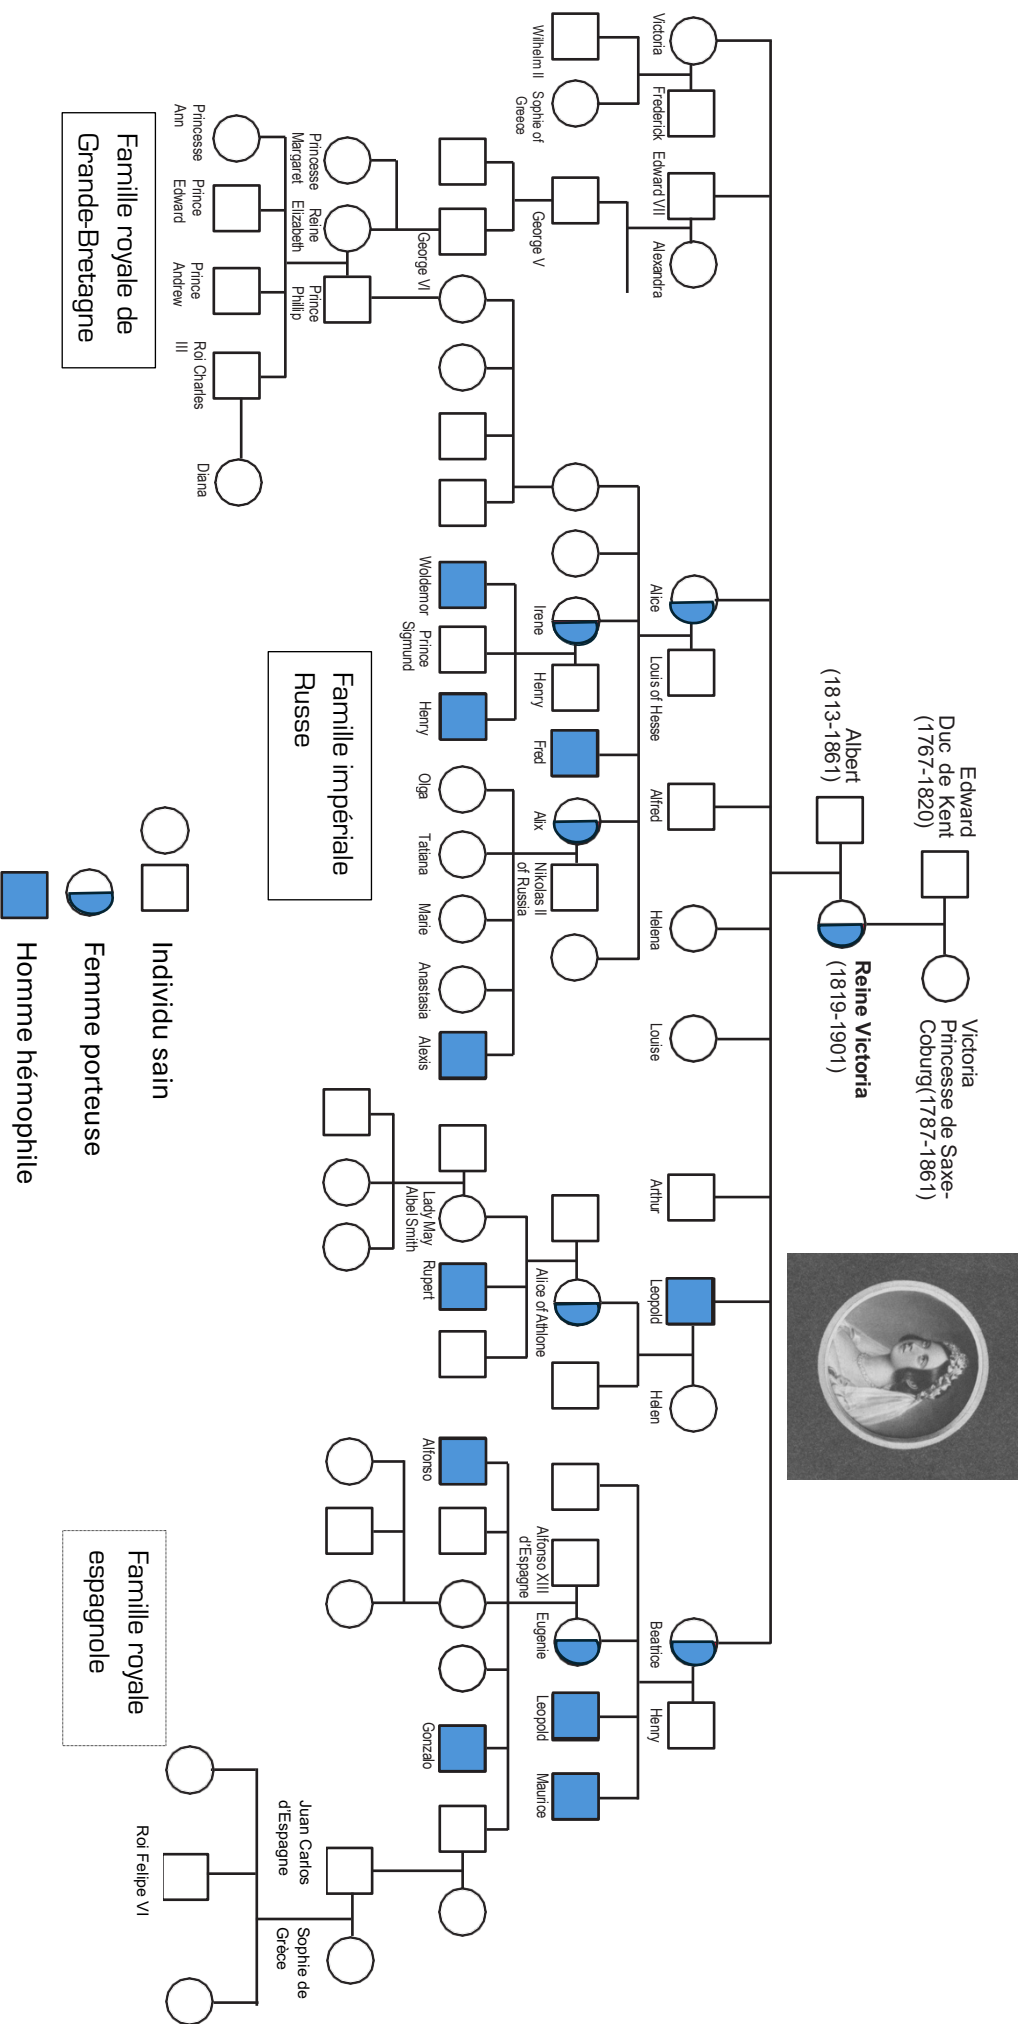 Edward
Duc de Kent
(1767-1820)
Victoria
Princesse de Saxe-
Coburg(1787-1861)
Albert
(1813-1861)
Reine Victoria
(1819-1901)
Victoria
Frederick
Edward VII
Alexandra
Alice
Louis of Hesse
Alfred
Helena
Louise
Arthur
Leopold
Helen
Beatrice
Henry
Wilhelm II
Sophie of
Greece
George V
Irene
Henry
Fred
Alix
Nikolas II
of Russia
Alice of Athlone
Alfonso XIII
d'Espagne
Eugenie
Leopold
Maurice
George VI
Woldemor
Prince
Sigmund
Henry
Olga
Tatiana
Marie
Anastasia
Alexis
Lady May
Albel Smith
Rupert
Alfonso
Gonzalo
Princesse
Margaret
Reine
Elizabeth
Prince
Phillip
Juan Carlos
d'Espagne
Sophie de
Grèce
Princesse
Ann
Prince
Edward
Prince
Andrew
Roi Charles
III
Diana
Roi Felipe VI
Famille royale de
Grande-Bretagne
Famille impériale
Russe
Famille royale
espagnole
Individu sain
Femme porteuse
Homme hémophile